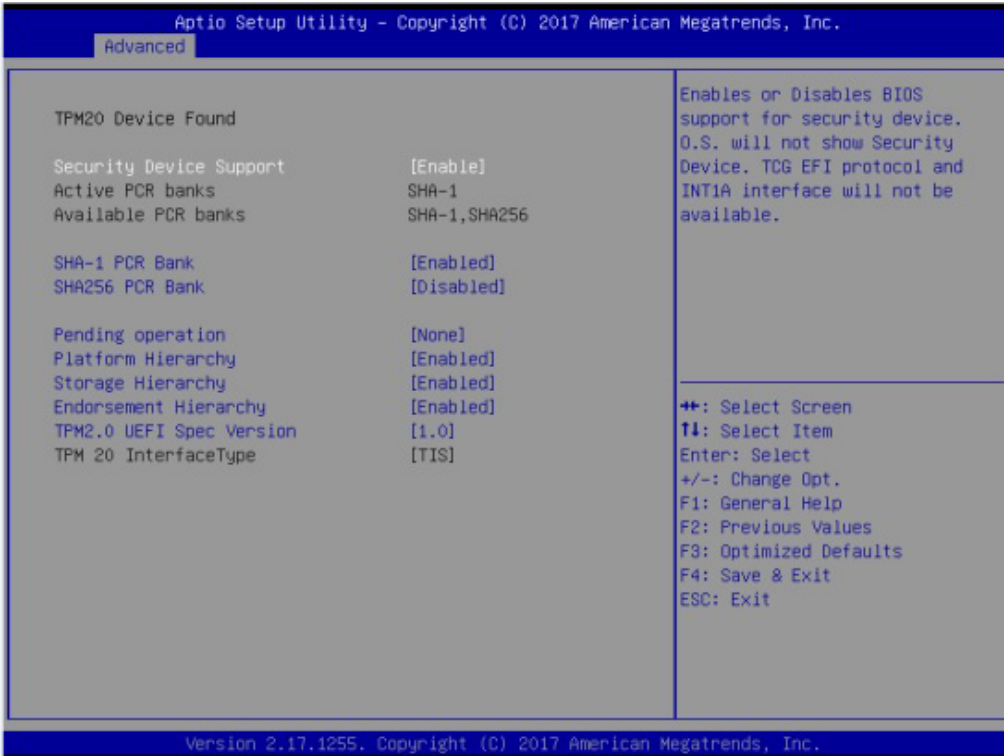 Aptio Setup Utility – Copyright (C) 2017 American Megatrends, Inc.
Advanced
TPM20 Device Found
Security Device Support [Enable]
Active PCR banks SHA-1
Available PCR banks SHA-1,SHA256
SHA-1 PCR Bank [Enabled]
SHA256 PCR Bank [Disabled]
Pending operation [None]
Platform Hierarchy [Enabled]
Storage Hierarchy [Enabled]
Endorsement Hierarchy [Enabled]
TPM2.0 UEFI Spec Version [1.0]
TPM 20 InterfaceType [TIS]
Enables or Disables BIOS
support for security device.
O.S. will not show Security
Device. TCG EFI protocol and
INT1A interface will not be
available.
→←: Select Screen
↑↓: Select Item
Enter: Select
+/-: Change Opt.
F1: General Help
F2: Previous Values
F3: Optimized Defaults
F4: Save & Exit
ESC: Exit
Version 2.17.1255. Copyright (C) 2017 American Megatrends, Inc.